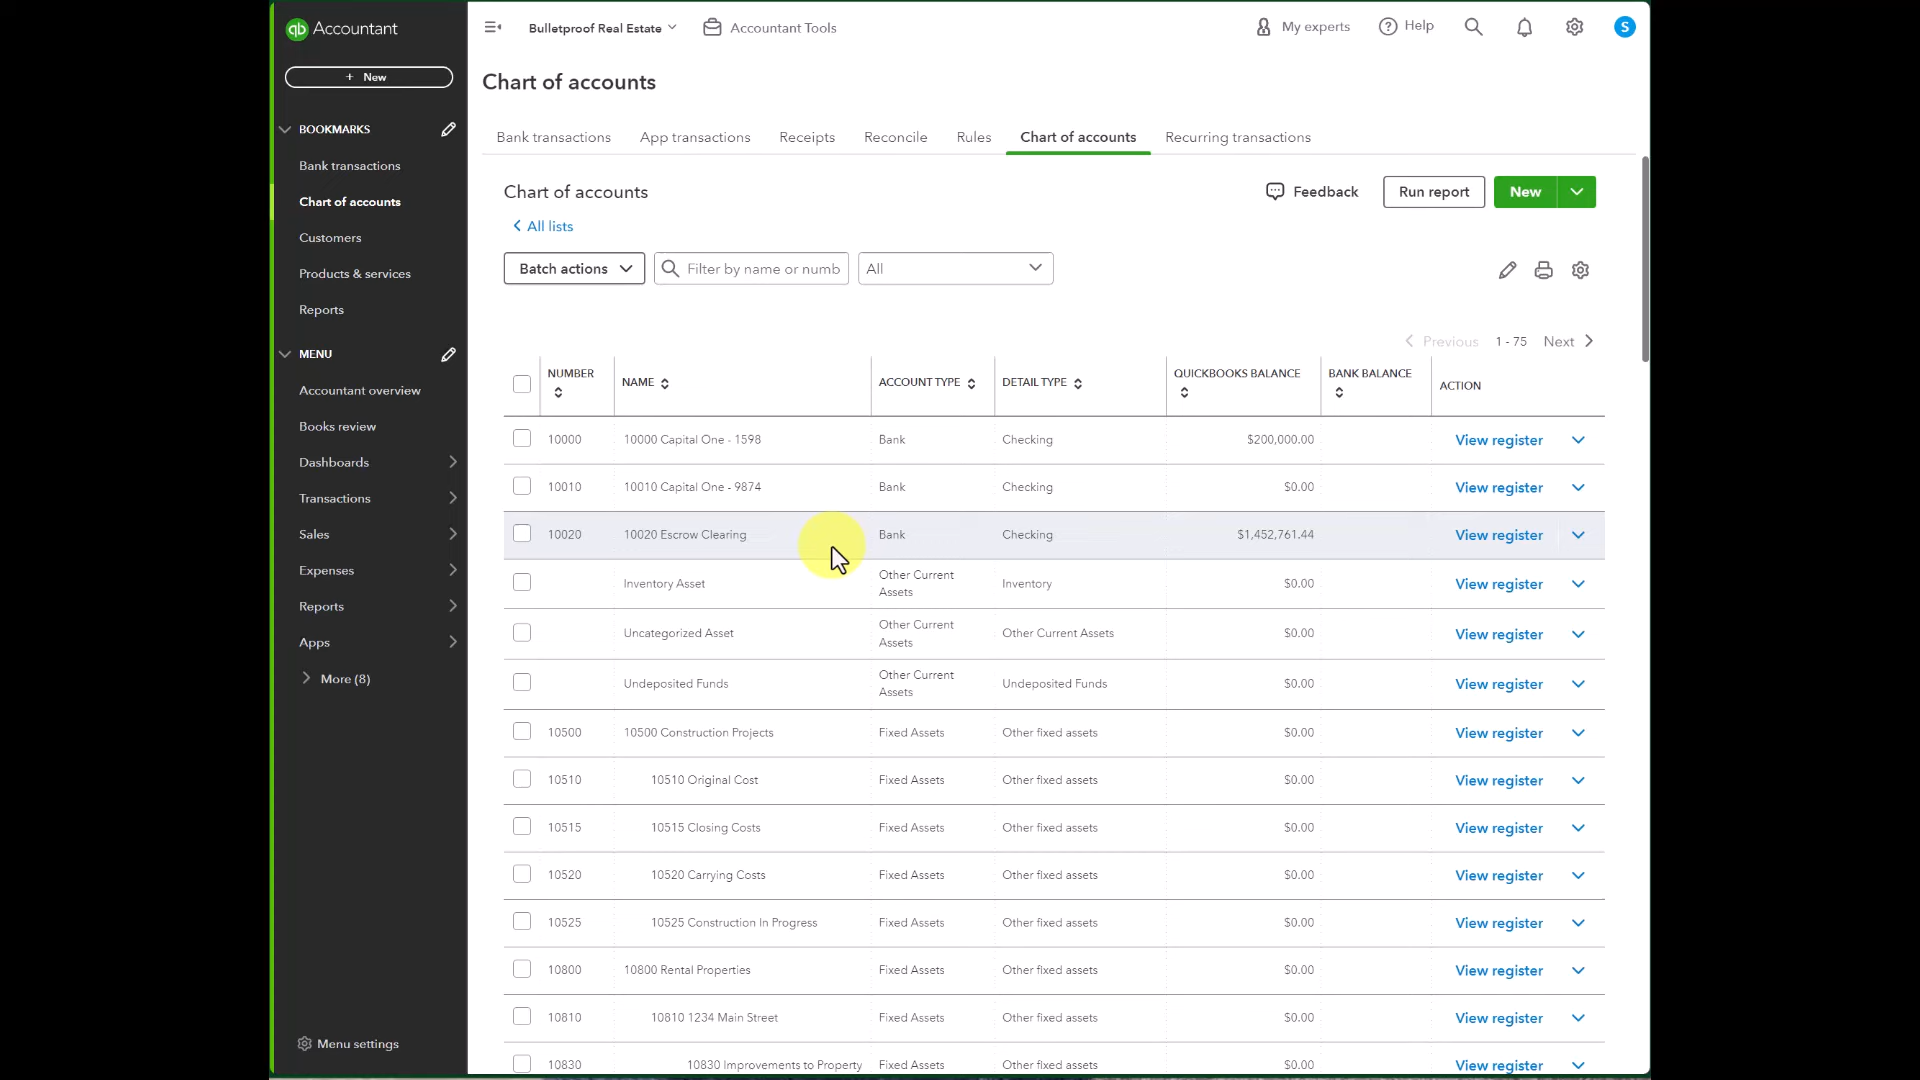 qb Accountant
+ New
BOOKMARKS
Bank transactions
Chart of accounts
Customers
Products & services
Reports
MENU
Accountant overview
Books review
Dashboards
Transactions
Sales
Expenses
Reports
Apps
More (8)
Menu settings
Bulletproof Real Estate
Accountant Tools
My experts
Help
S
Chart of accounts
Bank transactions App transactions Receipts Reconcile Rules Chart of accounts Recurring transactions
Chart of accounts
Feedback
Run report
New
All lists
Batch actions
Filter by name or numb
All
Previous 1 - 75 Next
NUMBER NAME ACCOUNT TYPE DETAIL TYPE QUICKBOOKS BALANCE BANK BALANCE ACTION
10000 10000 Capital One - 1598 Bank Checking $200,000.00 View register
10010 10010 Capital One - 9874 Bank Checking $0.00 View register
10020 10020 Escrow Clearing Bank Checking $1,452,761.44 View register
Inventory Asset Other Current Assets Inventory $0.00 View register
Uncategorized Asset Other Current Assets Other Current Assets $0.00 View register
Undeposited Funds Other Current Assets Undeposited Funds $0.00 View register
10500 10500 Construction Projects Fixed Assets Other fixed assets $0.00 View register
10510 10510 Original Cost Fixed Assets Other fixed assets $0.00 View register
10515 10515 Closing Costs Fixed Assets Other fixed assets $0.00 View register
10520 10520 Carrying Costs Fixed Assets Other fixed assets $0.00 View register
10525 10525 Construction In Progress Fixed Assets Other fixed assets $0.00 View register
10800 10800 Rental Properties Fixed Assets Other fixed assets $0.00 View register
10810 10810 1234 Main Street Fixed Assets Other fixed assets $0.00 View register
10830 10830 Improvements to Property Fixed Assets Other fixed assets $0.00 View register